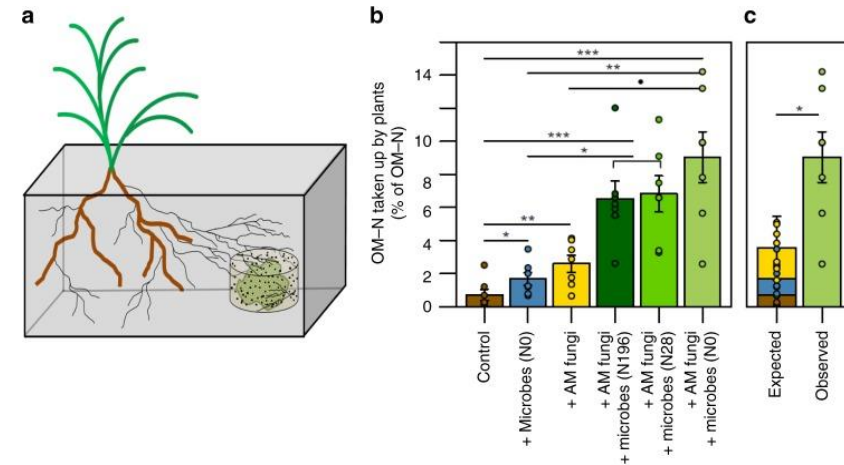 a
b
c
OM–N taken up by plants
(% of OM–N)
14
10
8
6
4
2
0
***
**
•
***
*
**
*
*
Control
+ Microbes (N0)
+ AM fungi
+ AM fungi
+ microbes (N196)
+ AM fungi
+ microbes (N28)
+ AM fungi
+ microbes (N0)
Expected
Observed